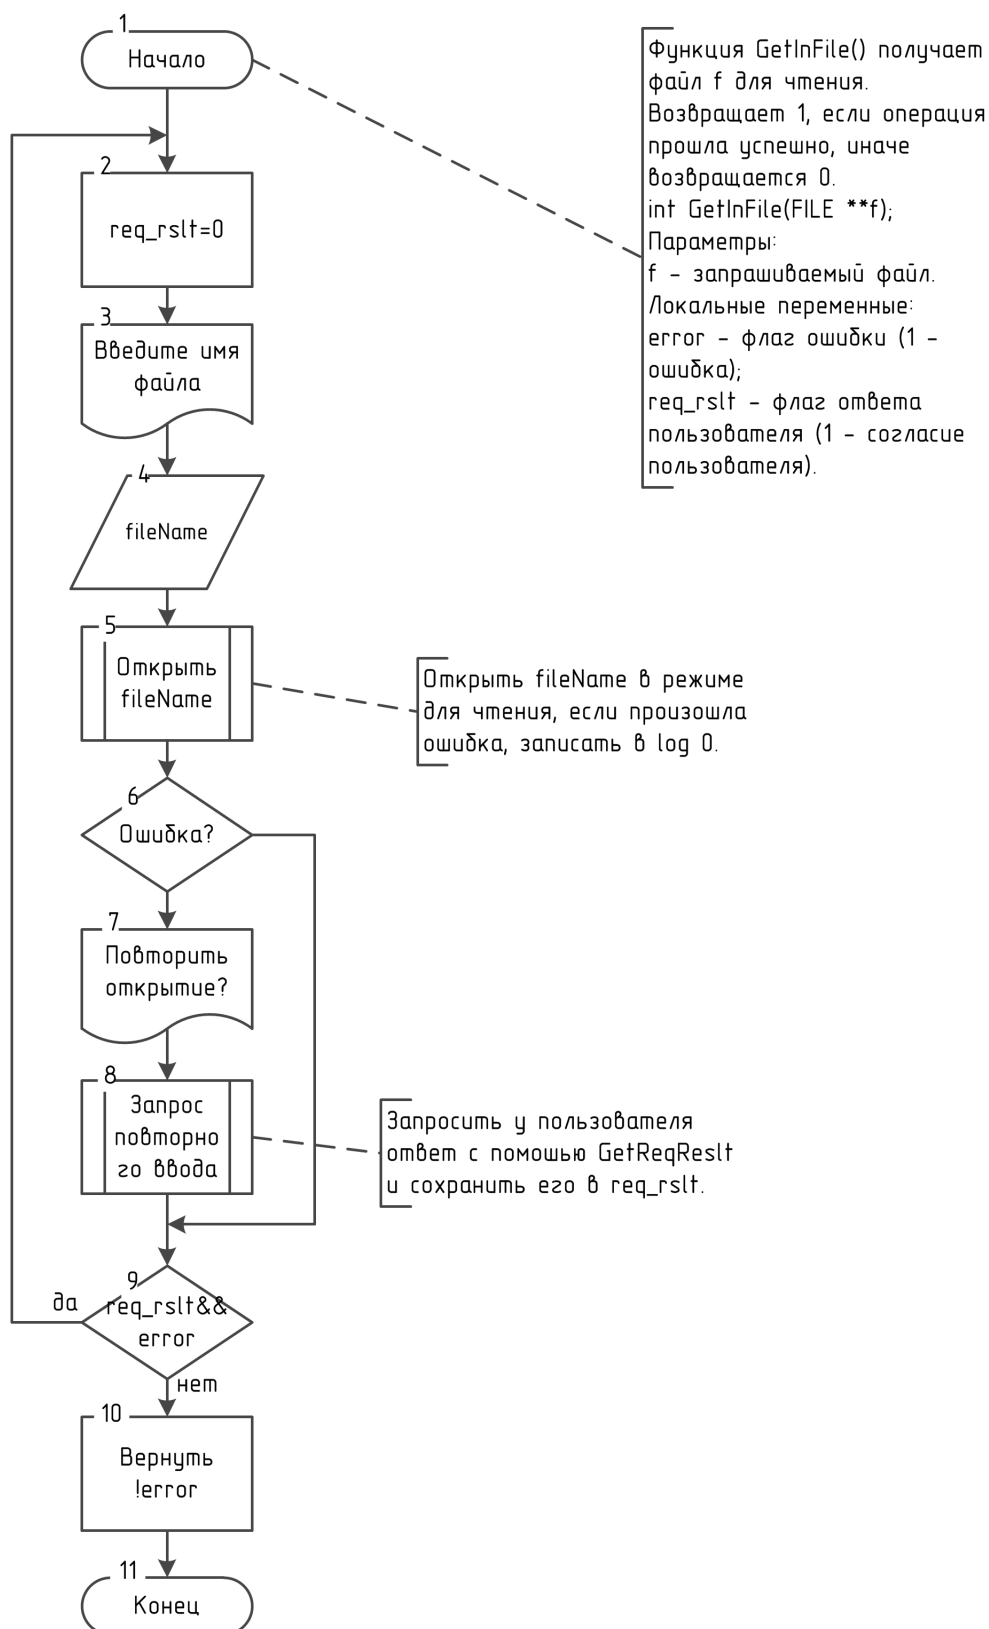 1
Начало
Функция GetInFile() получает
файл f для чтения.
Возвращает 1, если операция
прошла успешно, иначе
возвращается 0.
int GetInFile(FILE **f);
Параметры:
f – запрашиваемый файл.
Локальные переменные:
error – флаг ошибки (1 –
ошибка);
req_rslt – флаг ответа
пользователя (1 – согласие
пользователя).
2
req_rslt=0
3
Введите имя
файла
4
fileName
5
Открыть
fileName
Открыть fileName в режиме
для чтения, если произошла
ошибка, записать в log 0.
6
Ошибка?
7
Повторить
открытие?
8
Запрос
повторно
го ввода
Запросить у пользователя
ответ с помошью GetReqReslt
и сохранить его в req_rslt.
9
req_rslt&&
error
да
нет
10
Вернуть
!error
11
Конец